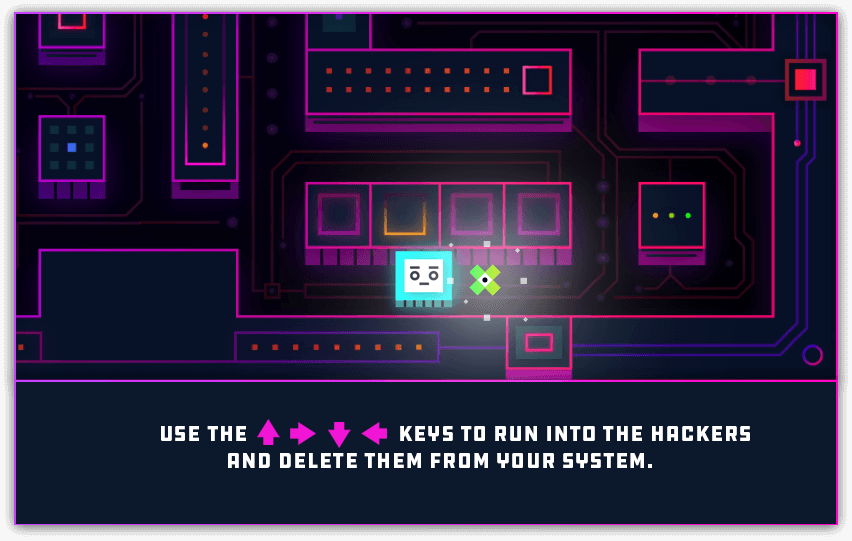 USE THE ↑ → ↓ ← KEYS TO RUN INTO THE HACKERS
AND DELETE THEM FROM YOUR SYSTEM.